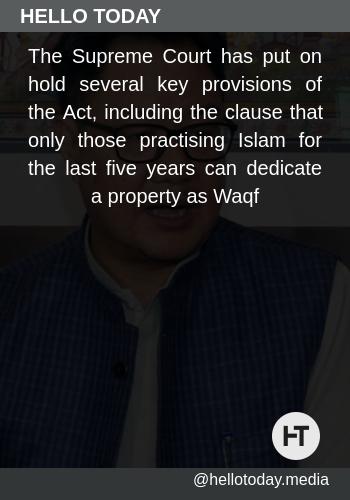 HELLO TODAY
The Supreme Court has put on
hold several key provisions of
the Act, including the clause that
only those practising Islam for
the last five years can dedicate
a property as Waqf
HT
@hellotoday.media